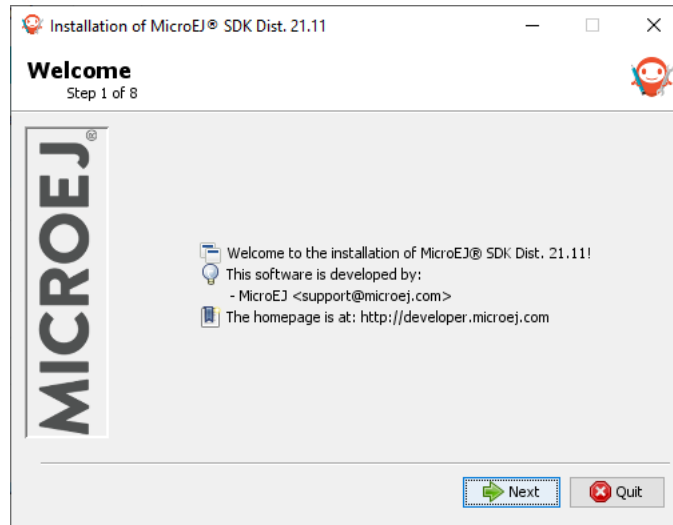 Installation of MicroEJ® SDK Dist. 21.11
Welcome
Step 1 of 8
MICROEJ®
Welcome to the installation of MicroEJ® SDK Dist. 21.11!
This software is developed by:
- MicroEJ <support@microej.com>
The homepage is at: http://developer.microej.com
Next
Quit